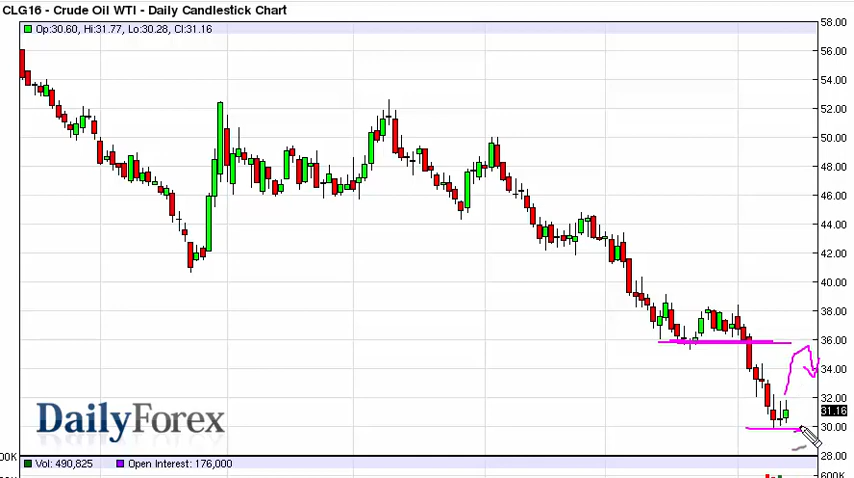 CLG16 - Crude Oil WTI - Daily Candlestick Chart
Op:30.60, Hi:31.77, Lo:30.28, Cl:31.16
58.00
56.00
54.00
52.00
50.00
48.00
46.00
44.00
42.00
40.00
38.00
36.00
34.00
32.00
31.16
30.00
28.00
DailyForex
00K
Vol: 490,825 Open Interest: 176,000
600K